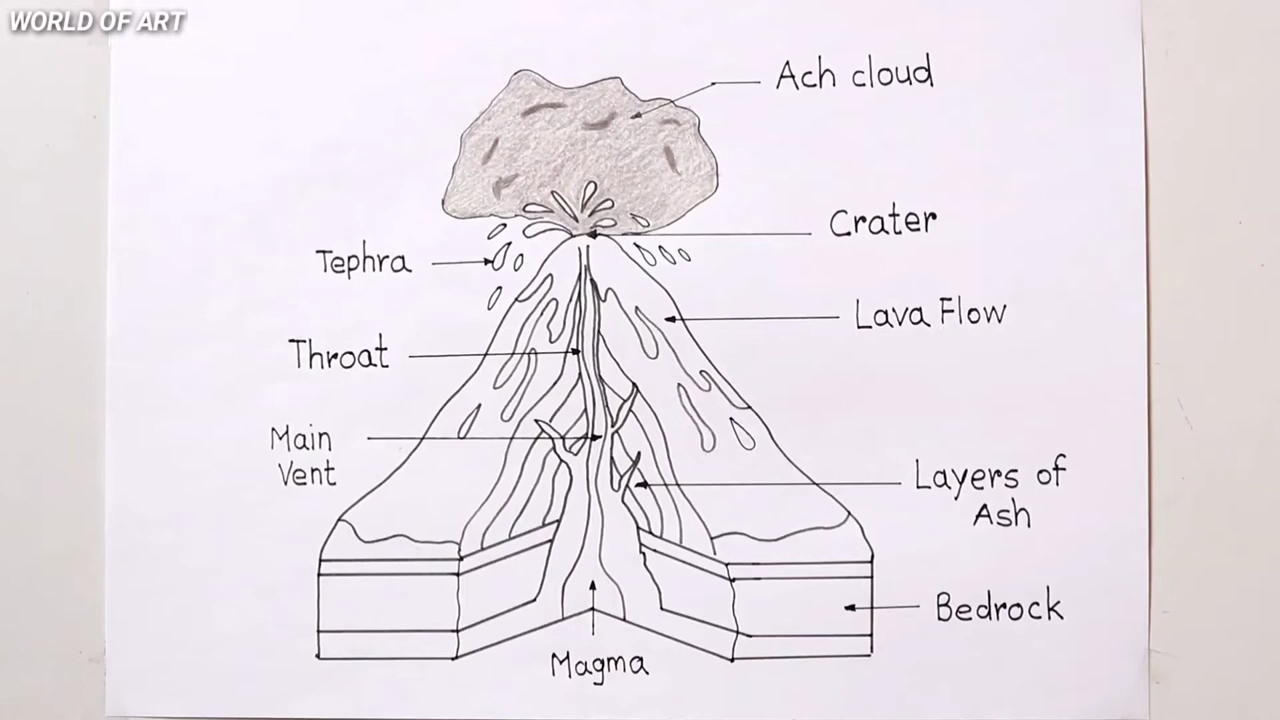 WORLD OF ART
Ach cloud
Crater
Tephra
Lava Flow
Throat
Main
Vent
Layers of
Ash
Bedrock
Magma